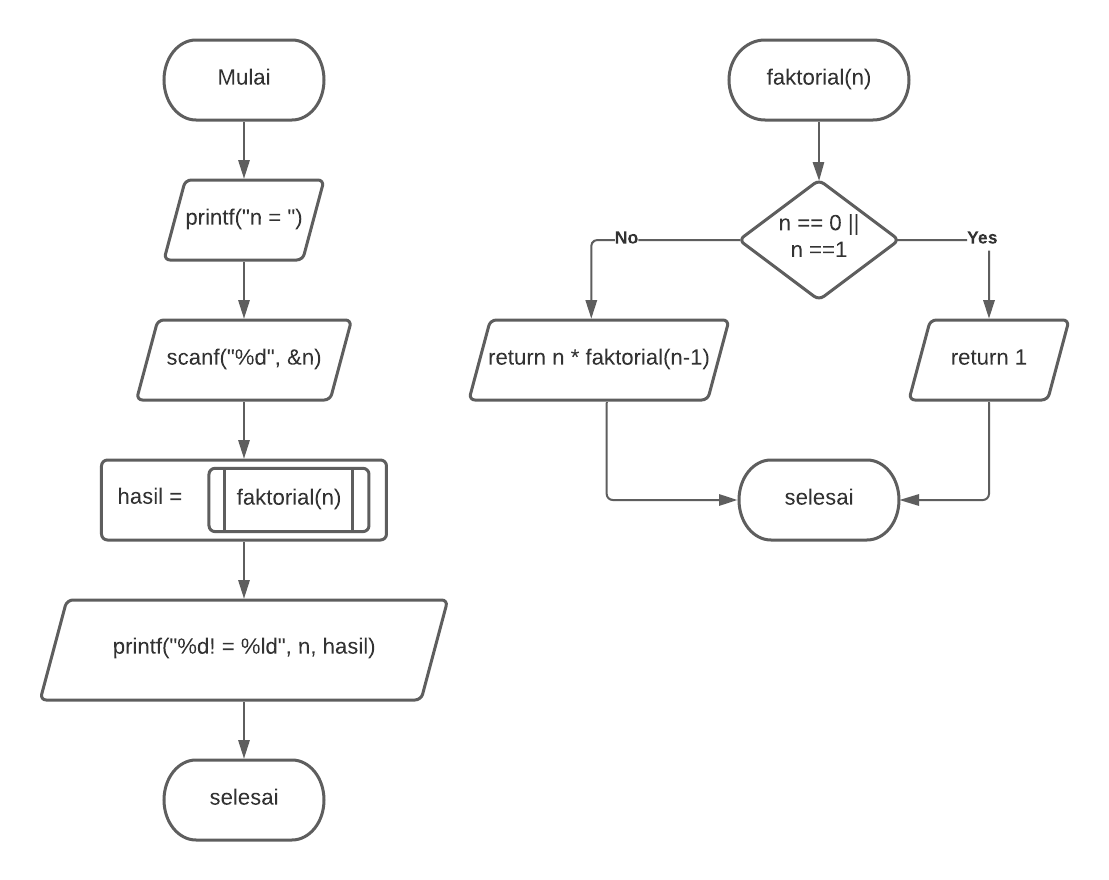 Mulai
printf("n = ")
scanf("%d", &n)
hasil =
faktorial(n)
printf("%d! = %ld", n, hasil)
selesai
faktorial(n)
n == 0 ||
n ==1
No
Yes
return n * faktorial(n-1)
return 1
selesai